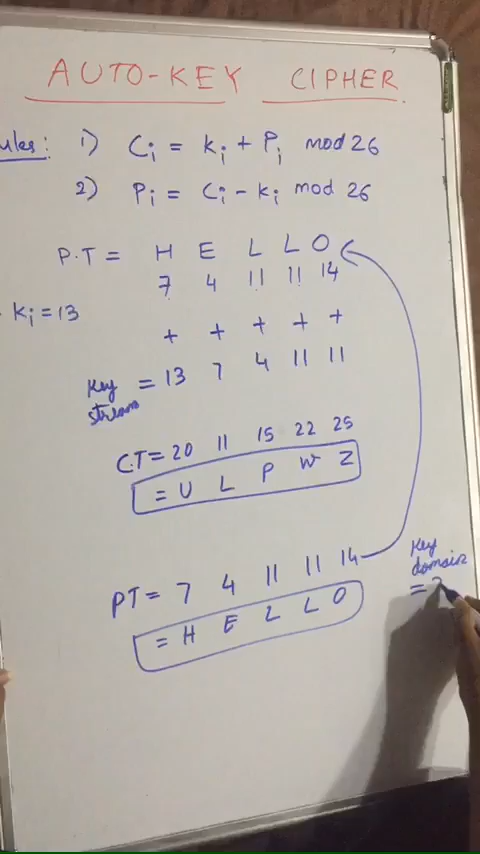 AUTO-KEY CIPHER
ules: 1) Ci = ki + Pi mod 26
2) Pi = Ci - ki mod 26
P.T = H E L L O
7 4 11 11 14
ki = 13
+ + + + +
Key stream = 13 7 4 11 11
C.T = 20 11 15 22 25
= U L P W Z
PT = 7 4 11 11 14
= H E L L O
Key
domain
=